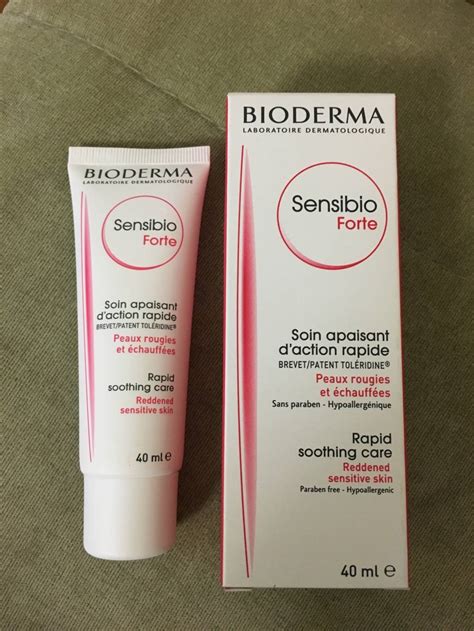 BIODERMA
LABORATOIRE DERMATOLOGIQUE
Sensibio
Forte
Soin apaisant
d'action rapide
BREVET/PATENT TOLÉRIDINE®
Peaux rougies
et échauffées
Rapid
soothing care
Reddened
sensitive skin
40 ml e
BIODERMA
LABORATOIRE DERMATOLOGIQUE
Sensibio
Forte
Soin apaisant
d'action rapide
BREVET/PATENT TOLÉRIDINE®
Peaux rougies
et échauffées
Sans paraben - Hypoallergénique
Rapid
soothing care
Reddened
sensitive skin
Paraben free - Hypoallergenic
40 ml e